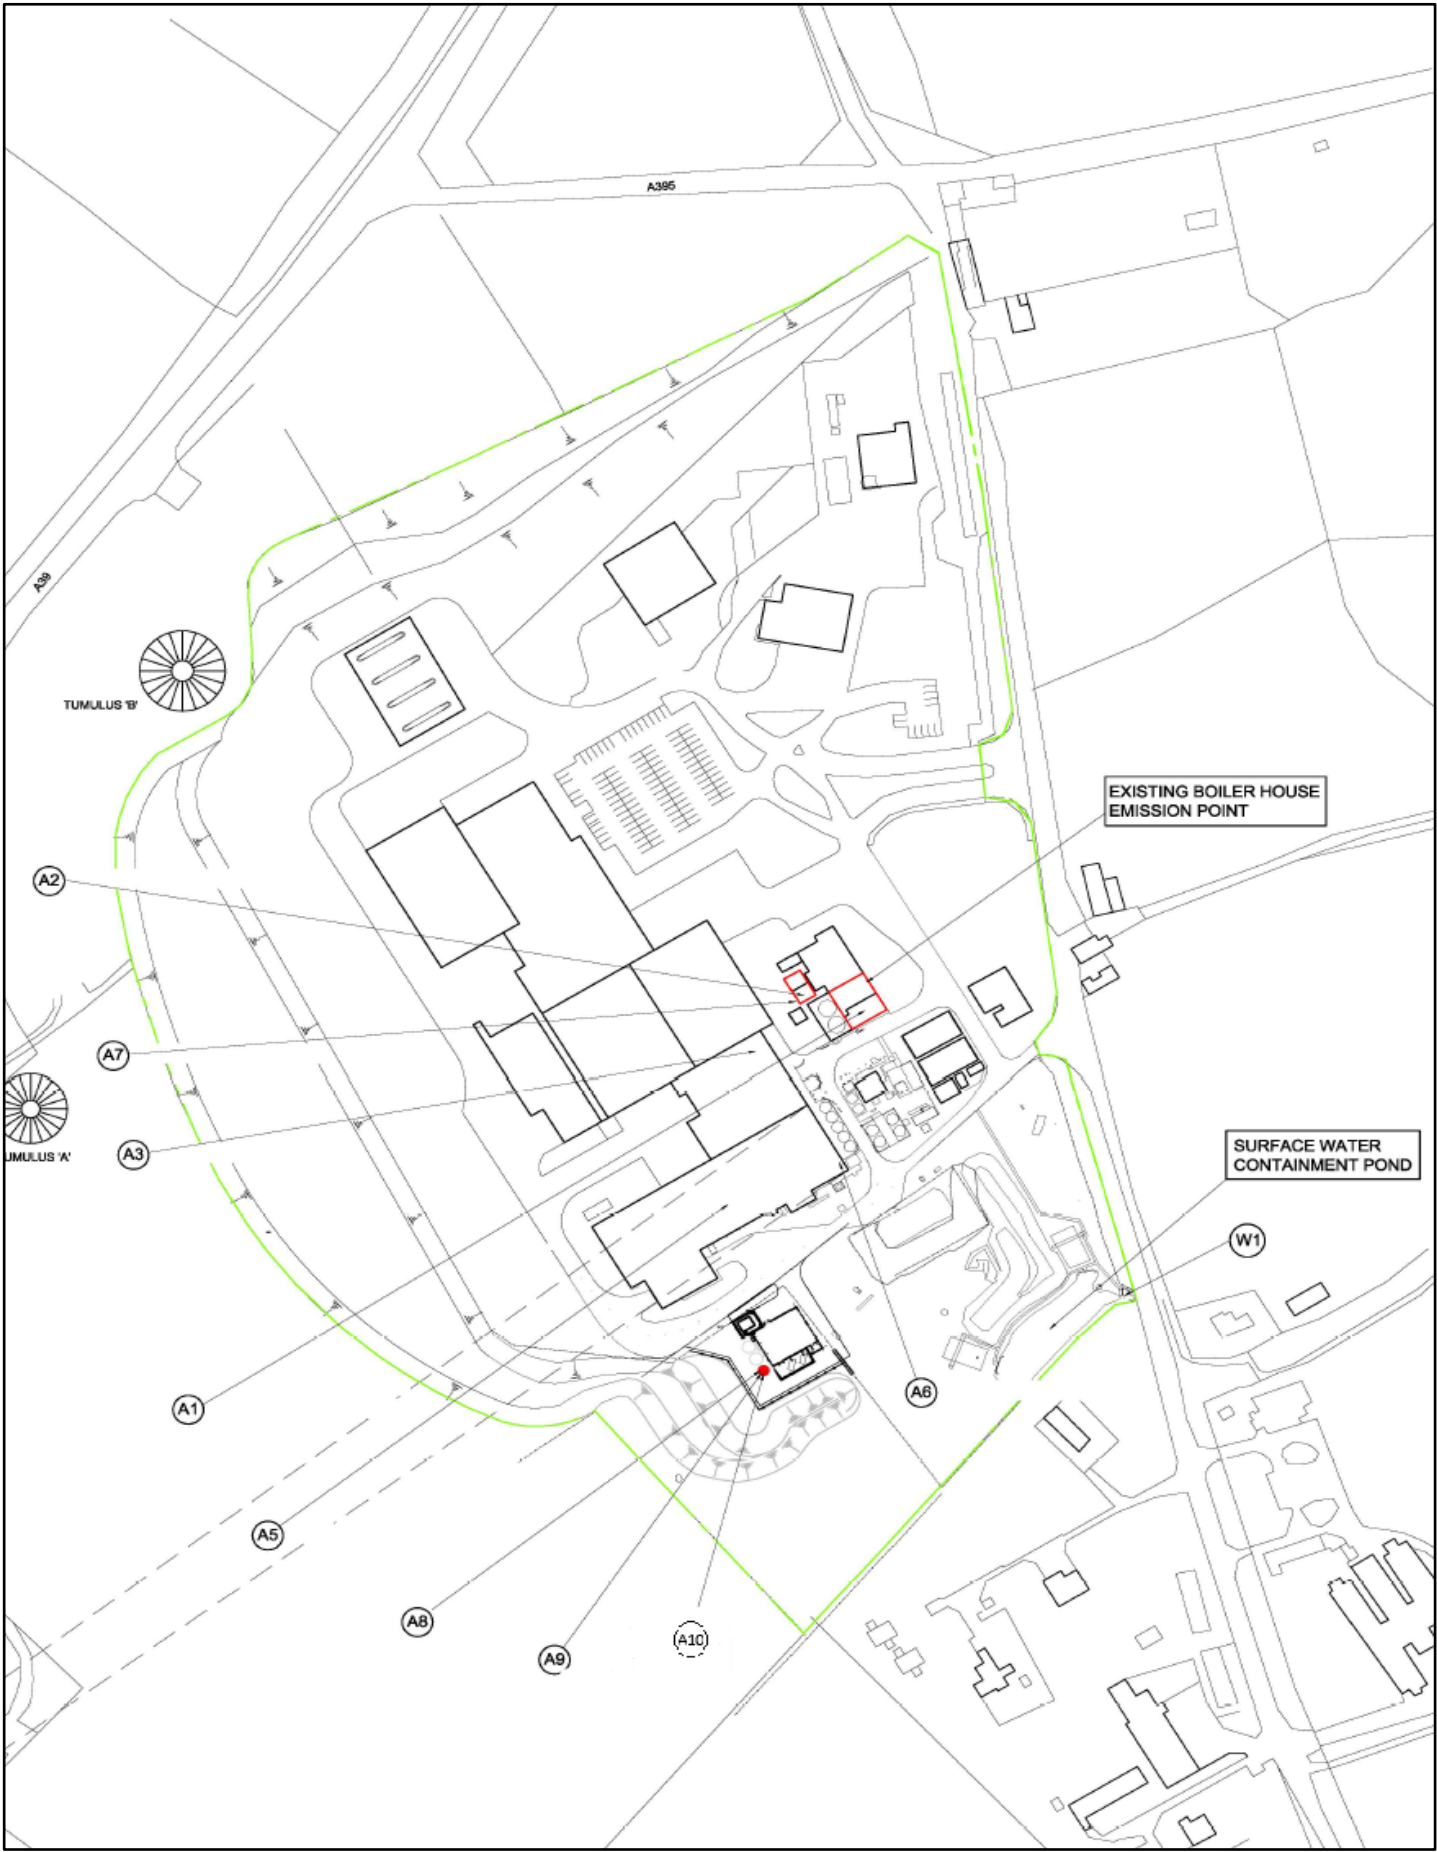 A395
A39
TUMULUS 'B'
EXISTING BOILER HOUSE
EMISSION POINT
A2
A7
UMULUS 'A'
A3
SURFACE WATER
CONTAINMENT POND
W1
A1
A6
A5
A8
A9
A10